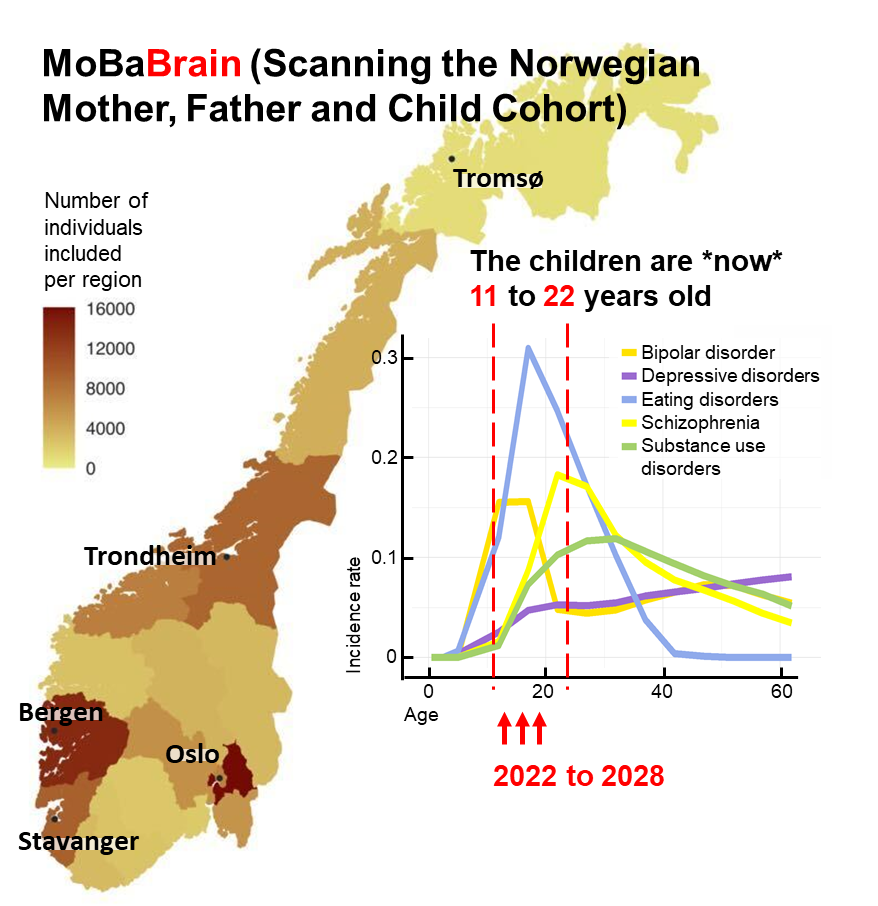 MoBaBrain (Scanning the Norwegian
Mother, Father and Child Cohort)
Tromsø
Number of
individuals
included
per region
16000
12000
8000
4000
0
The children are *now*
11 to 22 years old
0.3
0.2
0.1
0
Incidence rate
Bipolar disorder
Depressive disorders
Eating disorders
Schizophrenia
Substance use
disorders
0
20
40
60
Age
2022 to 2028
Trondheim
Bergen
Oslo
Stavanger